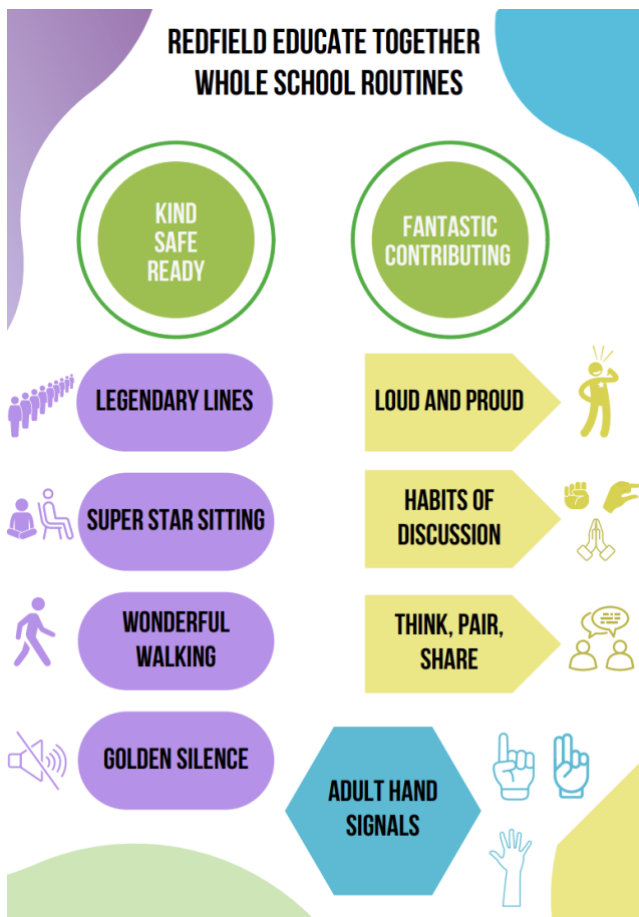 REDFIELD EDUCATE TOGETHER
WHOLE SCHOOL ROUTINES
KIND
SAFE
READY
FANTASTIC
CONTRIBUTING
LEGENDARY LINES
LOUD AND PROUD
SUPER STAR SITTING
HABITS OF
DISCUSSION
WONDERFUL
WALKING
THINK, PAIR,
SHARE
GOLDEN SILENCE
ADULT HAND
SIGNALS